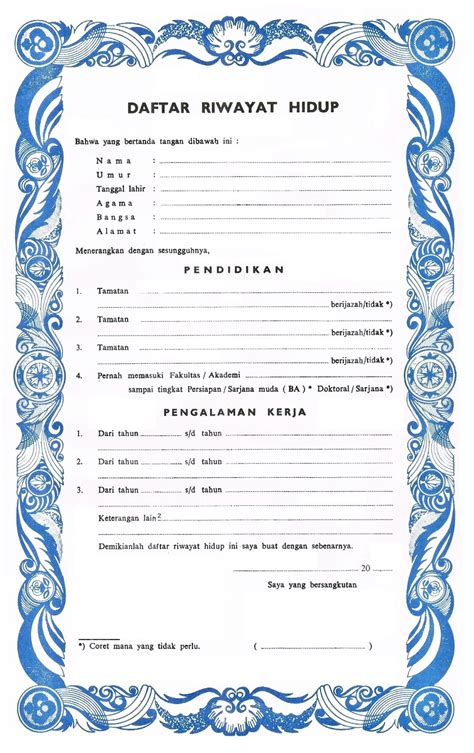 DAFTAR RIWAYAT HIDUP
Bahwa yang bertanda tangan dibawah ini :
Nama :
Umur :
Tanggal lahir :
Agama :
Bangsa :
Alamat :
Menerangkan dengan sesungguhnya,
PENDIDIKAN
1. Tamatan
berijazah/tidak *)
2. Tamatan
berijazah/tidak *)
3. Tamatan
berijazah/tidak *)
4. Pernah memasuki Fakultas / Akademi
sampai tingkat Persiapan / Sarjana muda ( BA ) * Doktoral / Sarjana *)
PENGALAMAN KERJA
1. Dari tahun s/d tahun
2. Dari tahun s/d tahun
3. Dari tahun s/d tahun
Keterangan lain2
Demikianlah daftar riwayat hidup ini saya buat dengan sebenarnya.
20
Saya yang bersangkutan
*) Coret mana yang tidak perlu. ( )